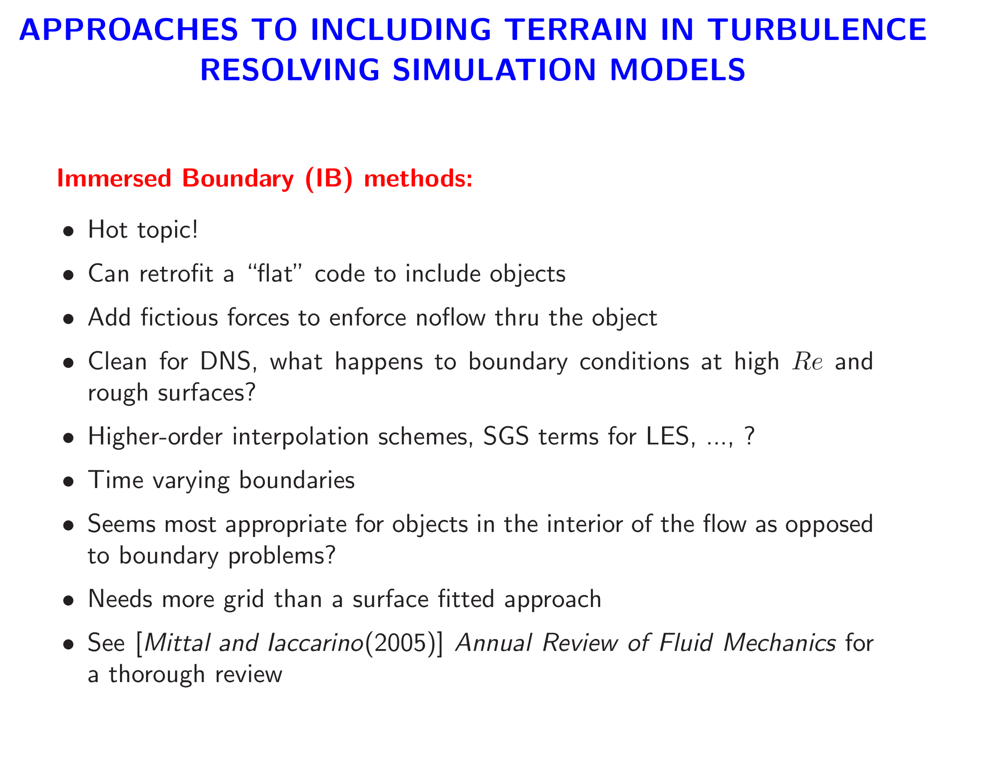 APPROACHES TO INCLUDING TERRAIN IN TURBULENCE
RESOLVING SIMULATION MODELS
Immersed Boundary (IB) methods:
• Hot topic!
• Can retrofit a “flat” code to include objects
• Add fictious forces to enforce noflow thru the object
• Clean for DNS, what happens to boundary conditions at high Re and
rough surfaces?
• Higher-order interpolation schemes, SGS terms for LES, ..., ?
• Time varying boundaries
• Seems most appropriate for objects in the interior of the flow as opposed
to boundary problems?
• Needs more grid than a surface fitted approach
• See [Mittal and Iaccarino(2005)] Annual Review of Fluid Mechanics for
a thorough review